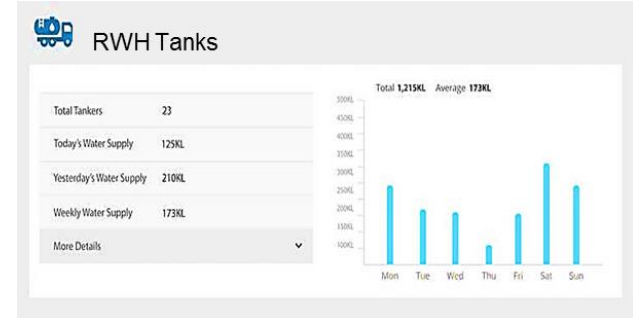 RWH Tanks
Total Tankers 23
Today's Water Supply 125KL
Yesterday's Water Supply 210KL
Weekly Water Supply 173KL
More Details
Total 1,215KL Average 173KL
500KL
450KL
400KL
350KL
300KL
250KL
200KL
150KL
100KL
Mon Tue Wed Thu Fri Sat Sun